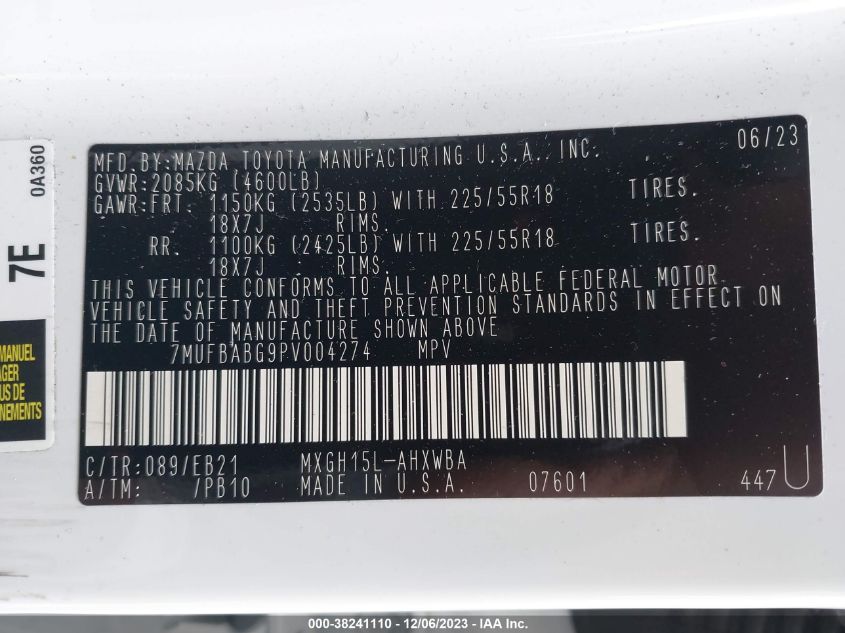 MFD.BY:MAZDA TOYOTA MANUFACTURING U.S.A., INC. 06/23
GVWR:2085KG (4600LB)
GAWR:FRT. 1150KG (2535LB) WITH 225/55R18 TIRES.
18X7J RIMS.
RR. 1100KG (2425LB) WITH 225/55R18 TIRES.
18X7J RIMS.
THIS VEHICLE CONFORMS TO ALL APPLICABLE FEDERAL MOTOR
VEHICLE SAFETY AND THEFT PREVENTION STANDARDS IN EFFECT ON
THE DATE OF MANUFACTURE SHOWN ABOVE
7MUFBABG9PV004274 MPV
C/TR:089/EB21 MXGH15L-AHXWBA
A/TM: /PB10 MADE IN U.S.A. 07601 447U
0A360
7E
MANUEL
AGER
US DE
NEMENTS
000-38241110 - 12/06/2023 - IAA Inc.